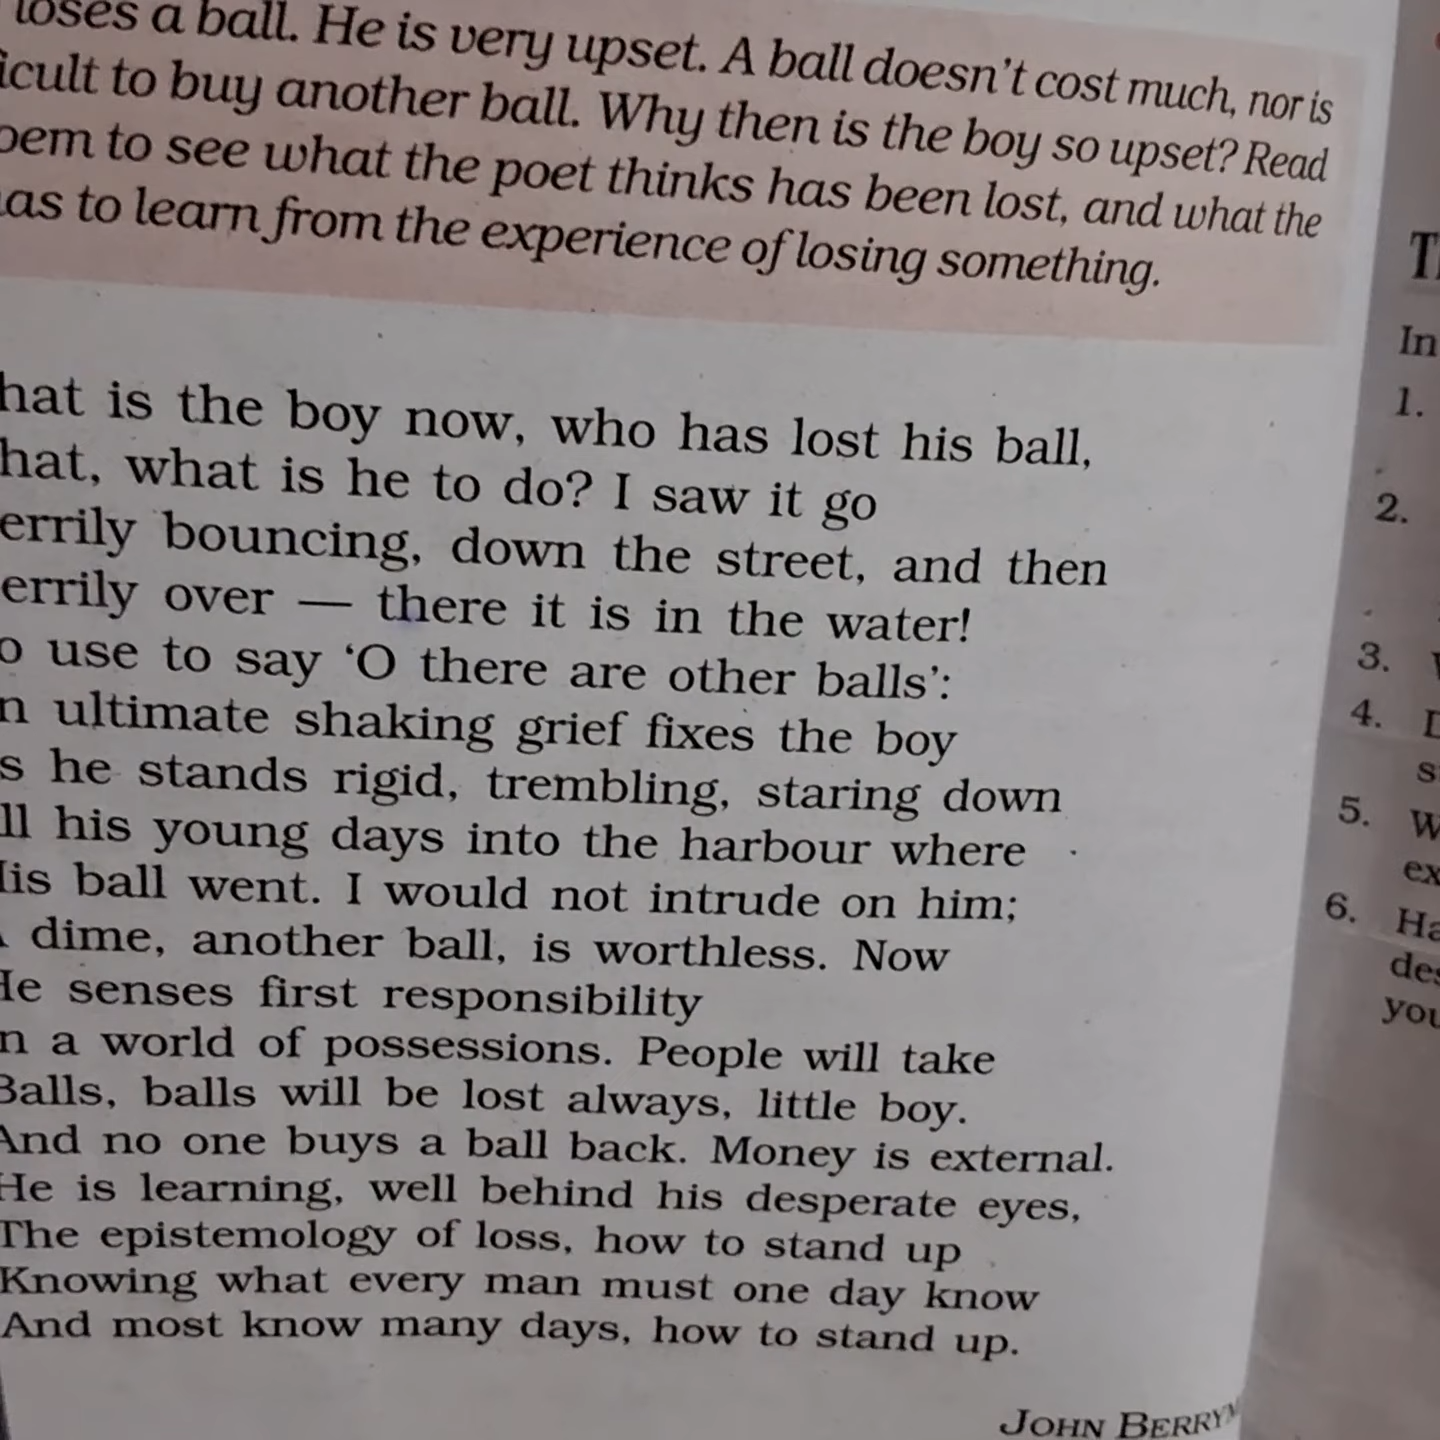 loses a ball. He is very upset. A ball doesn't cost much, nor is
icult to buy another ball. Why then is the boy so upset? Read
oem to see what the poet thinks has been lost, and what the
as to learn from the experience of losing something.
hat is the boy now, who has lost his ball,
hat, what is he to do? I saw it go
errily bouncing, down the street, and then
errily over — there it is in the water!
o use to say ‘O there are other balls’:
n ultimate shaking grief fixes the boy
s he stands rigid, trembling, staring down
ll his young days into the harbour where
His ball went. I would not intrude on him;
A dime, another ball, is worthless. Now
He senses first responsibility
n a world of possessions. People will take
Balls, balls will be lost always, little boy.
And no one buys a ball back. Money is external.
He is learning, well behind his desperate eyes,
The epistemology of loss, how to stand up
Knowing what every man must one day know
And most know many days, how to stand up.
JOHN BERRYM
In
1.
2.
3.
4.
5. W
ex
6. Ha
des
you